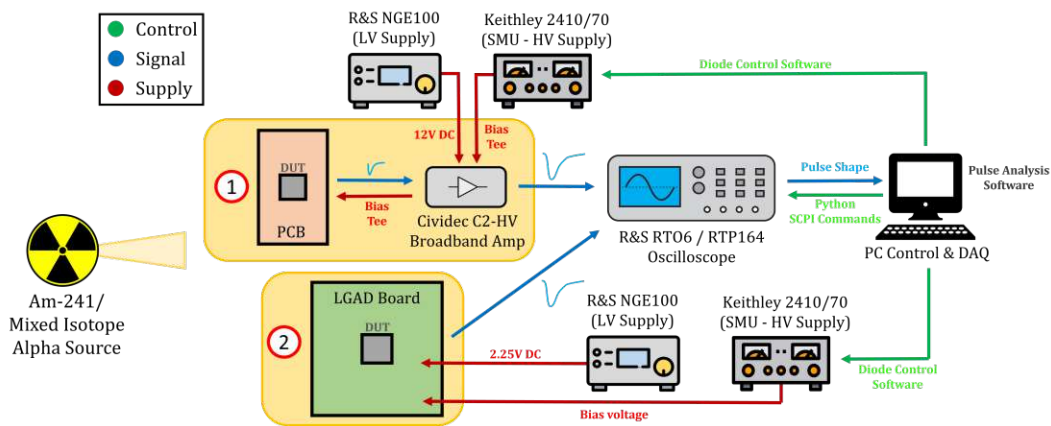 Control
Signal
Supply
R&S NGE100
(LV Supply)
Keithley 2410/70
(SMU - HV Supply)
Diode Control Software
12V DC
Bias
Tee
1
DUT
PCB
Bias
Tee
Cividec C2-HV
Broadband Amp
R&S RTO6 / RTP164
Oscilloscope
Pulse Shape
Python
SCPI Commands
Pulse Analysis
Software
PC Control & DAQ
Am-241/
Mixed Isotope
Alpha Source
2
LGAD Board
DUT
2.25V DC
Bias voltage
R&S NGE100
(LV Supply)
Keithley 2410/70
(SMU - HV Supply)
Diode Control
Software